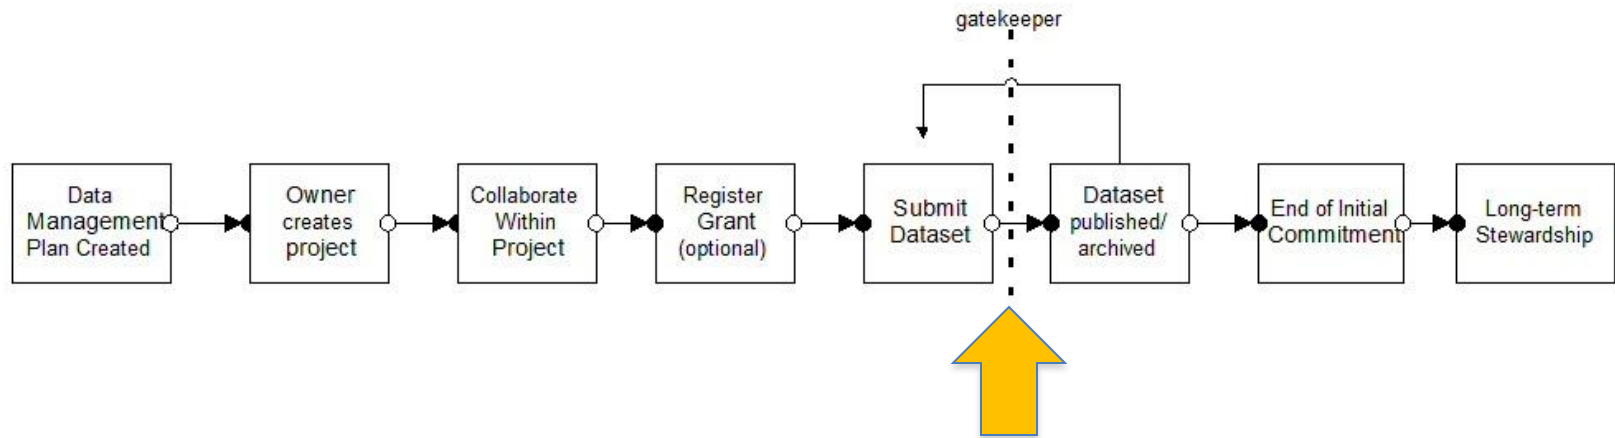 gatekeeper
Data
Management
Plan Created
Owner
creates
project
Collaborate
Within
Project
Register
Grant
(optional)
Submit
Dataset
Dataset
published/
archived
End of Initial
Commitment
Long-term
Stewardship